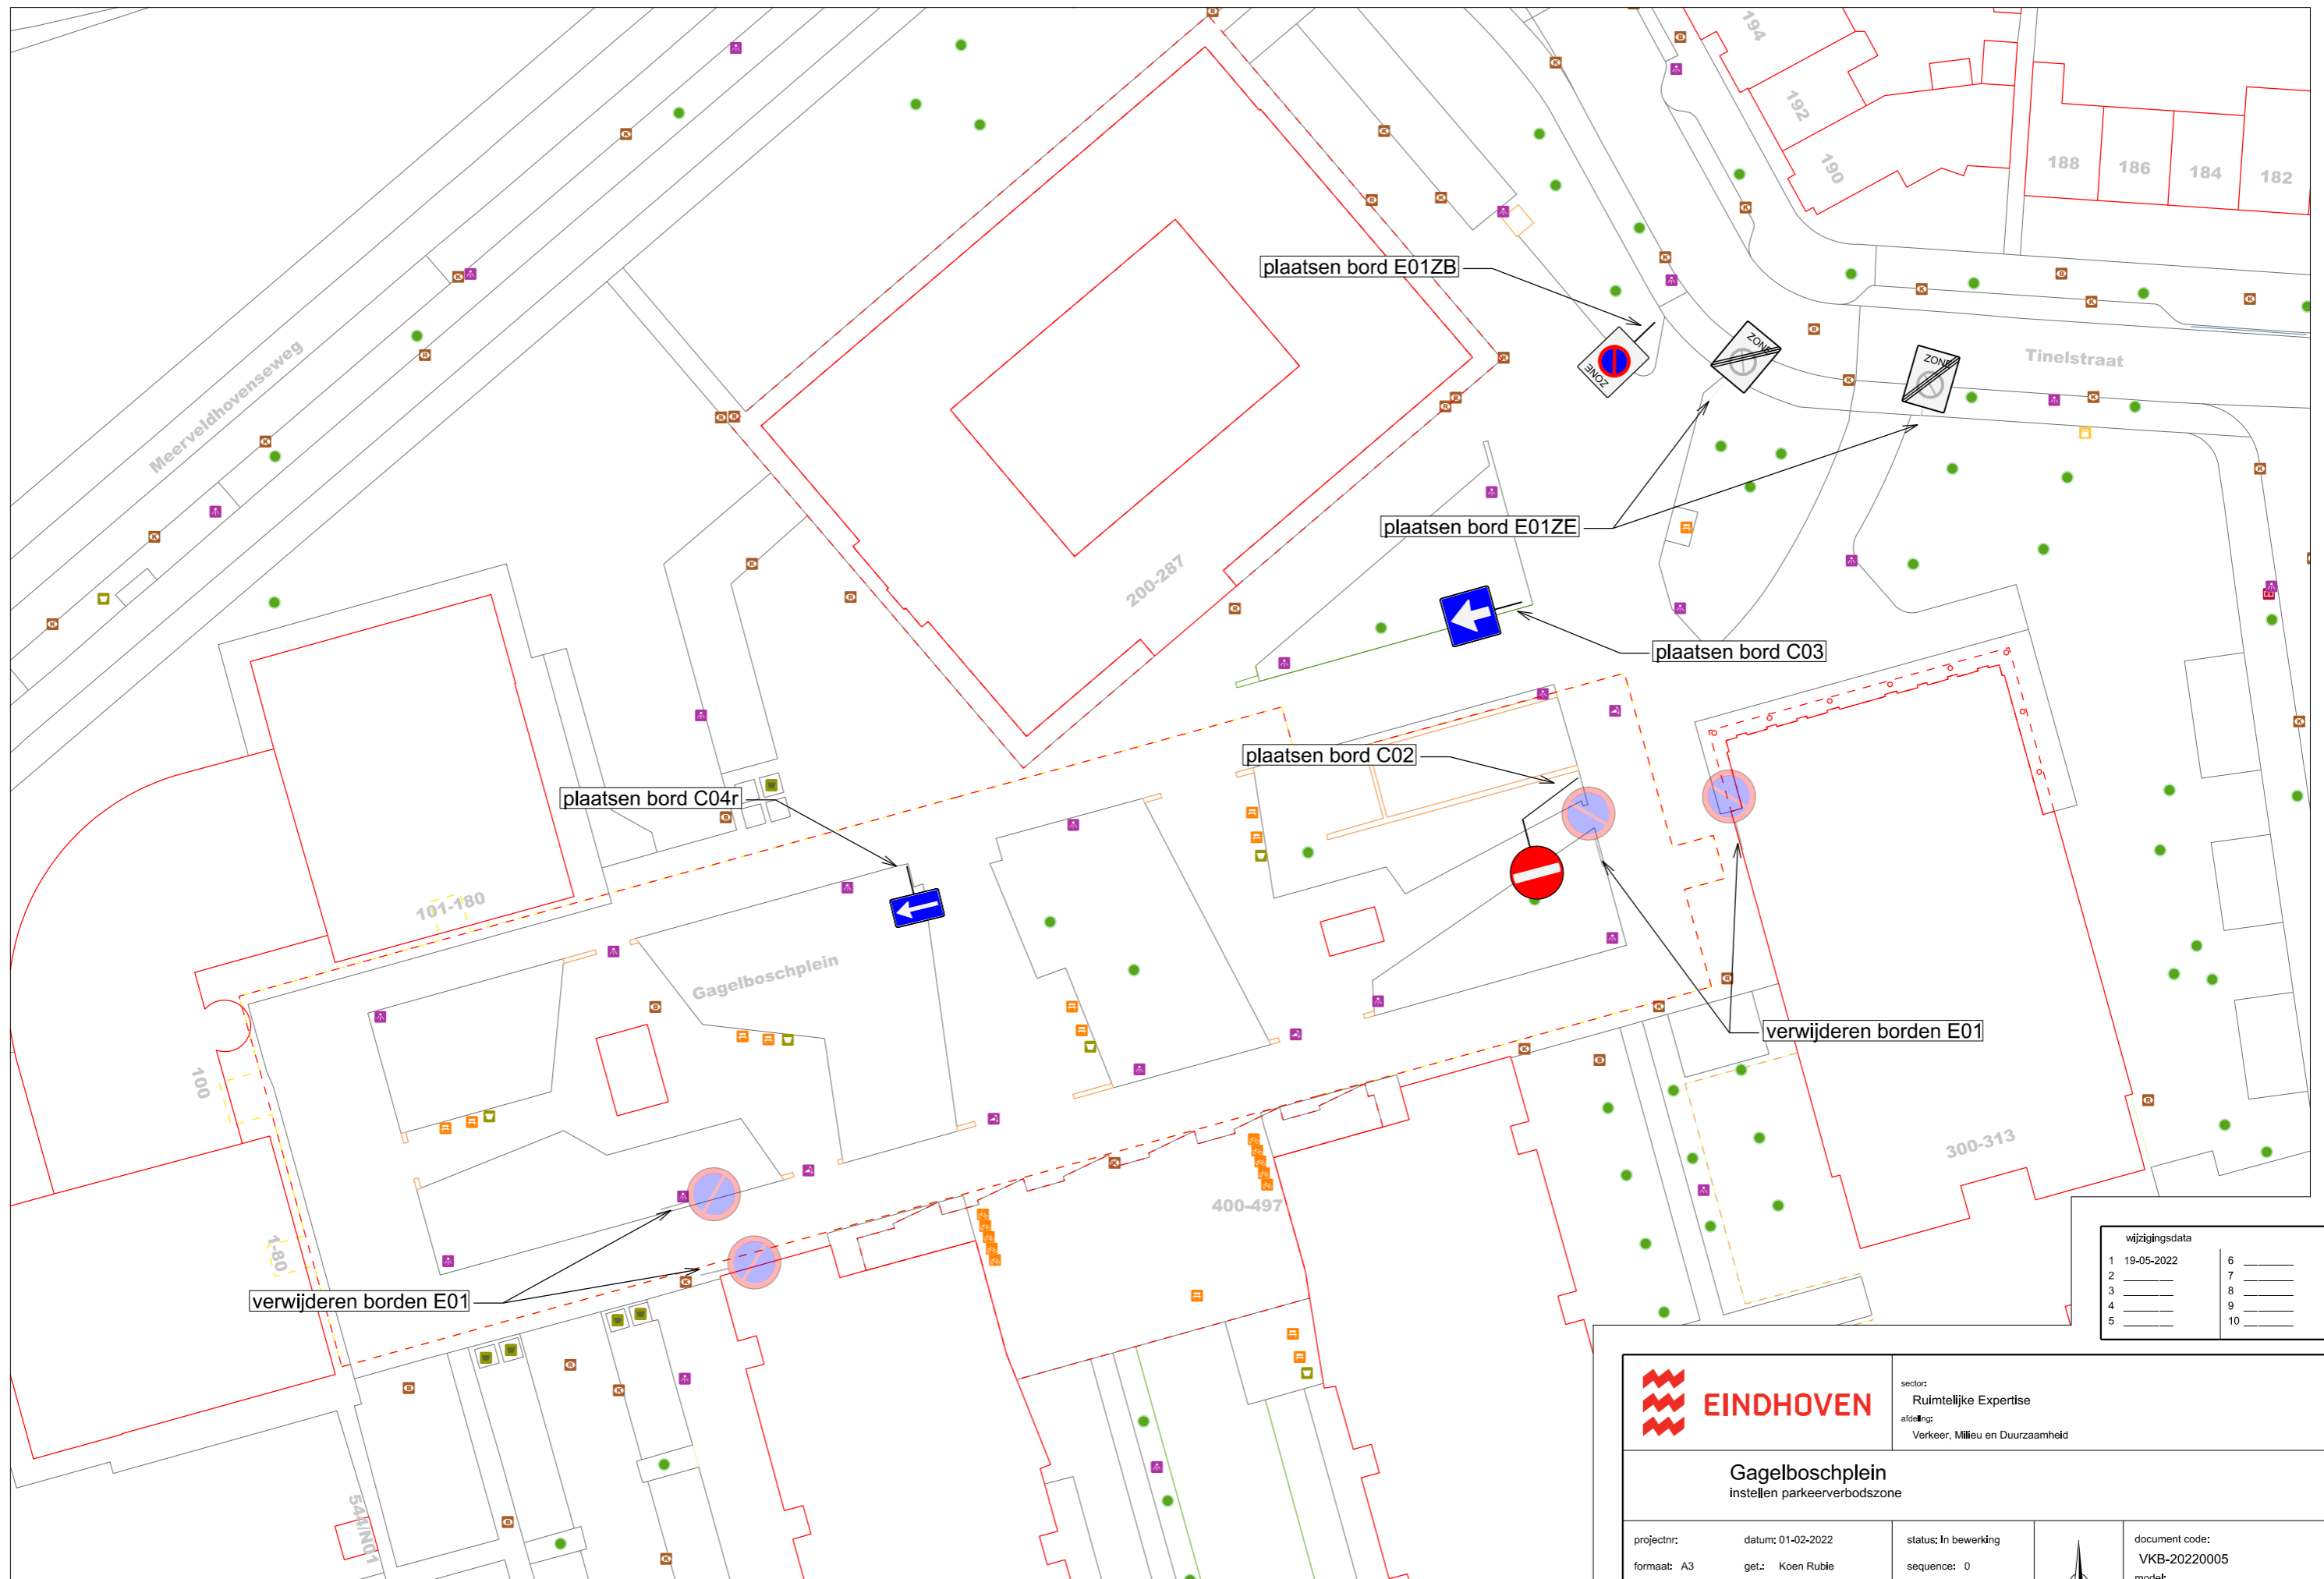 194
192
190
188
186
184
182
plaatsen bord E01ZB
ZONE
ZONE
ZONE
Tinelstraat
Meerveldhovenseweg
plaatsen bord E01ZE
200-287
plaatsen bord C03
plaatsen bord C02
plaatsen bord C04r
101-180
Gagelboschplein
verwijderen borden E01
100
300-313
400-497
1-80
verwijderen borden E01
544/N01
wijzigingsdata
1 19-05-2022 6
2 7
3 8
4 9
5 10
EINDHOVEN
sector:
Ruimtelijke Expertise
afdeling:
Verkeer, Milieu en Duurzaamheid
Gagelboschplein
instellen parkeerverbodszone
projectnr: datum: 01-02-2022 status: In bewerking document code:
VKB-20220005
formaat: A3 get.: Koen Rubie sequence: 0
model: